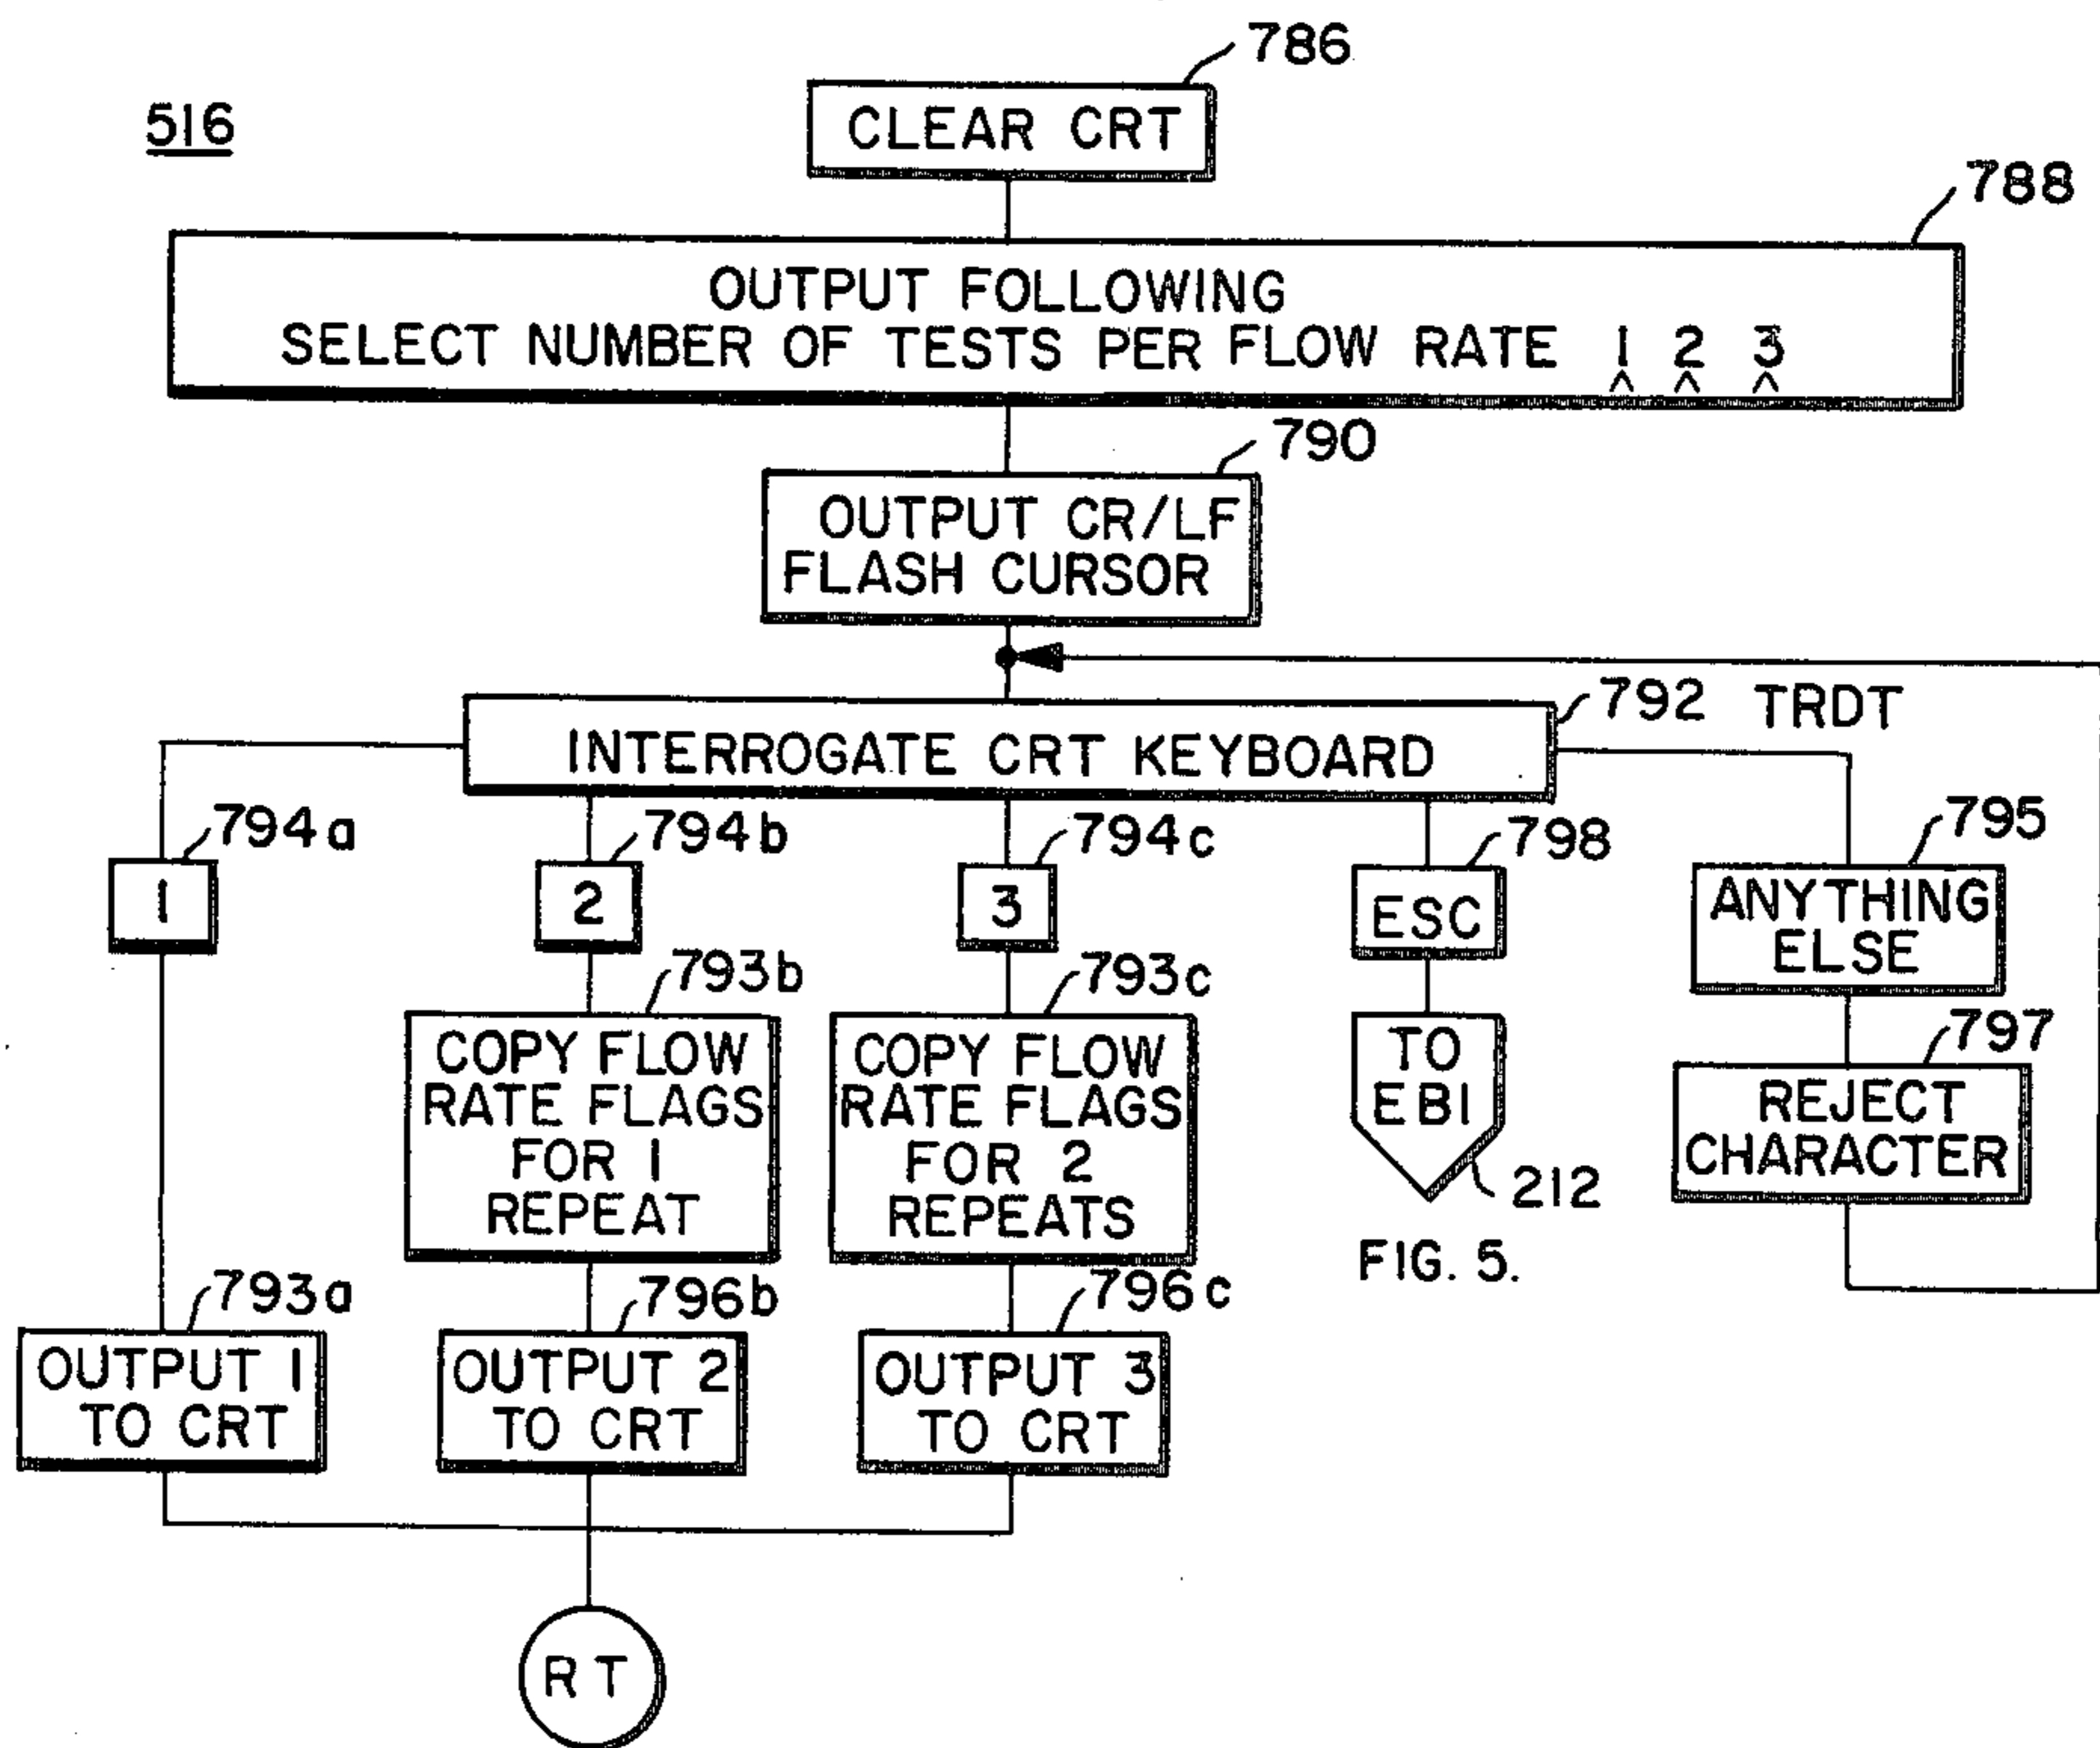 786
516
CLEAR CRT
788
OUTPUT FOLLOWING
SELECT NUMBER OF TESTS PER FLOW RATE 1 2 3
^ ^ ^
790
OUTPUT CR/LF
FLASH CURSOR
792 TRDT
INTERROGATE CRT KEYBOARD
794a
794b
794c
798
795
1
2
3
ESC
ANYTHING
ELSE
793b
793c
797
COPY FLOW
RATE FLAGS
FOR 1
REPEAT
COPY FLOW
RATE FLAGS
FOR 2
REPEATS
TO
EBI
212
FIG. 5.
REJECT
CHARACTER
793a
796b
796c
OUTPUT 1
TO CRT
OUTPUT 2
TO CRT
OUTPUT 3
TO CRT
RT